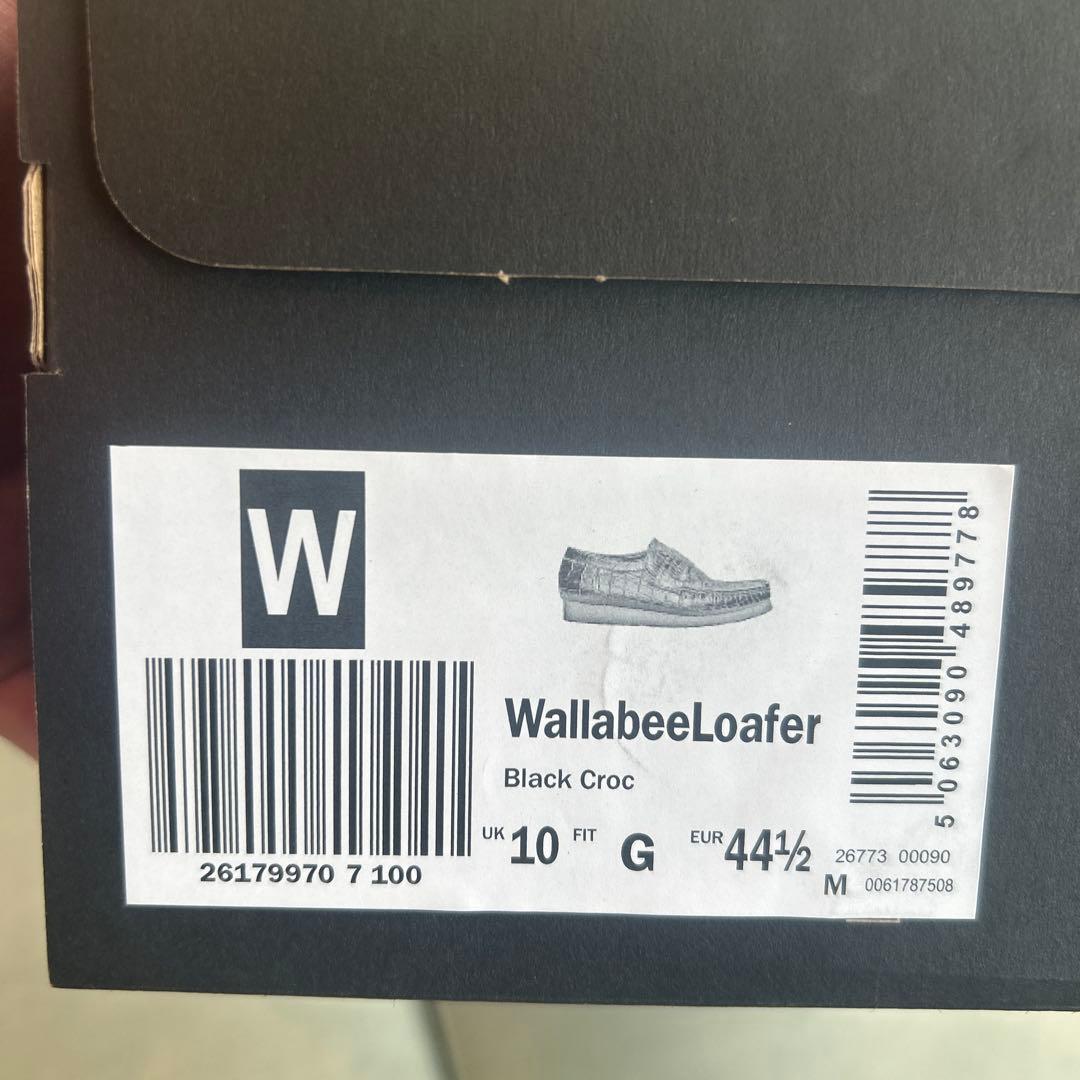 W
26179970 7 100
WallabeeLoafer
Black Croc
UK 10 FIT G EUR 44½
5 063090 489778
26773 00090
M 0061787508